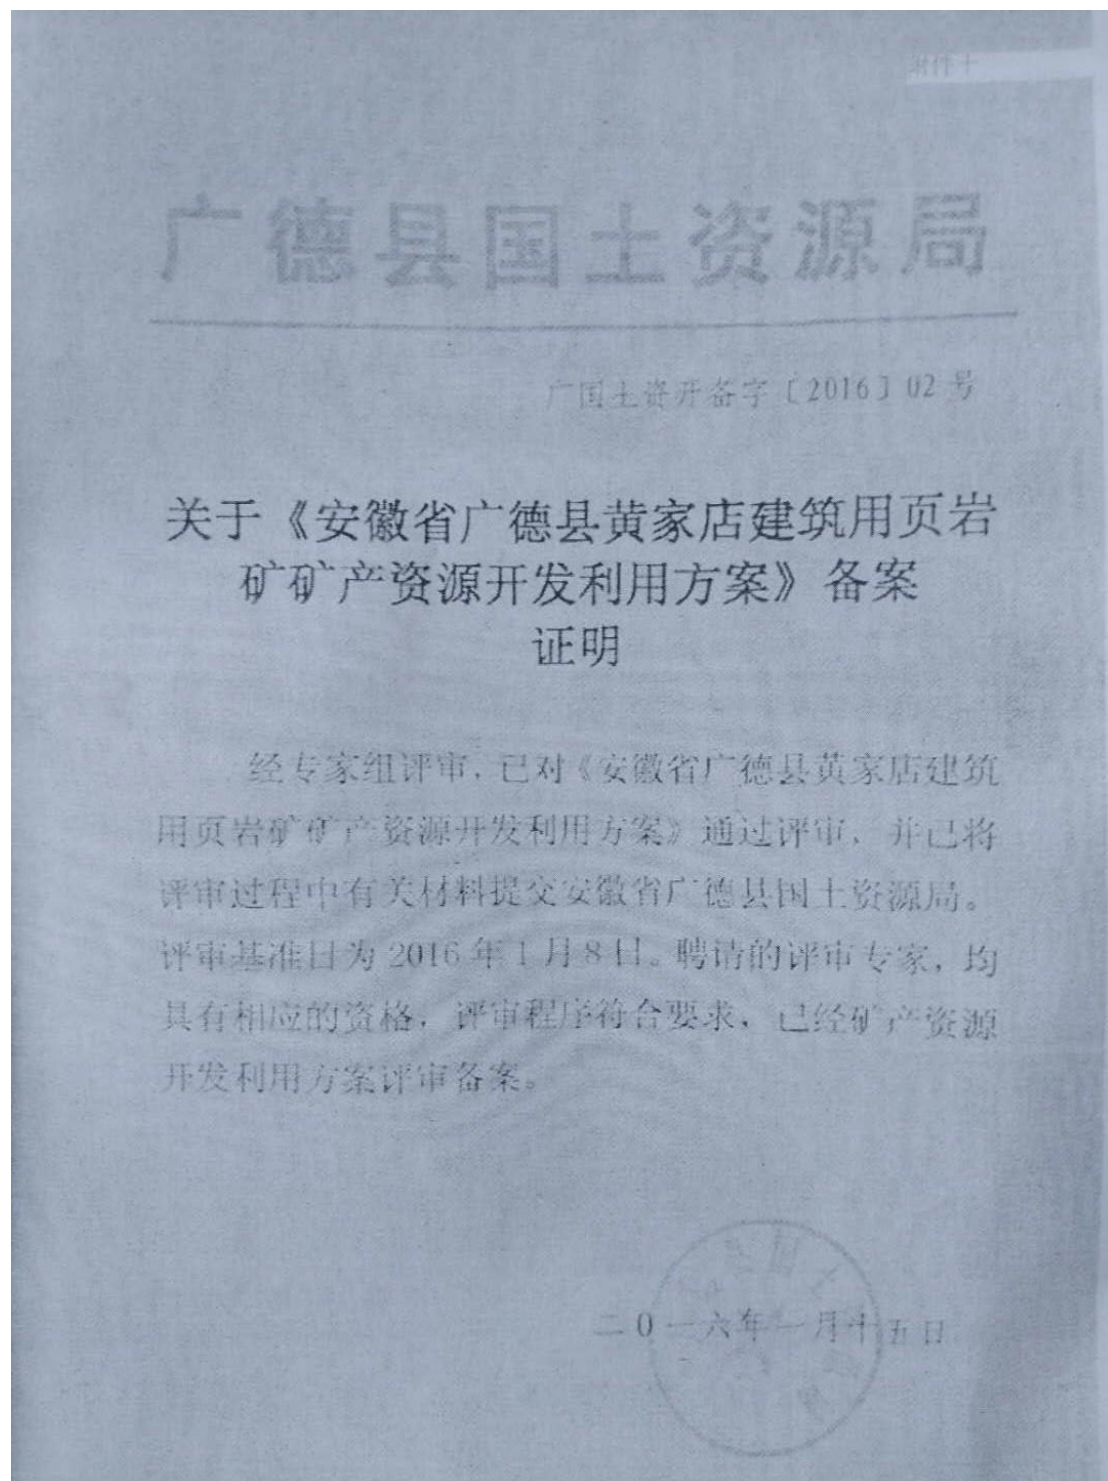 附件十
广德县国土资源局
广国土资开备字〔2016〕02号
关于《安徽省广德县黄家店建筑用页岩
矿矿产资源开发利用方案》备案
证明
经专家组评审，已对《安徽省广德县黄家店建筑
用页岩矿矿产资源开发利用方案》通过评审，并已将
评审过程中有关材料提交安徽省广德县国土资源局。
评审基准日为2016年1月8日。聘请的评审专家，均
具有相应的资格，评审程序符合要求，已经矿产资源
开发利用方案评审备案。
二0一六年一月十五日